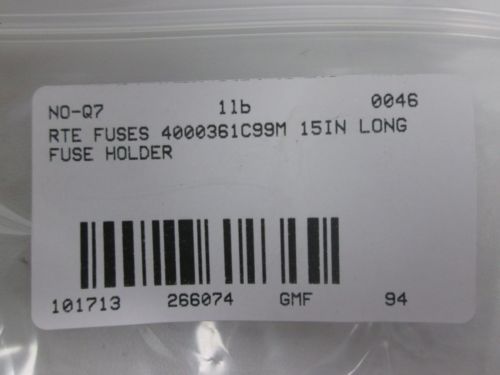 NO-Q7 1lb 0046
RTE FUSES 4000361C99M 15IN LONG
FUSE HOLDER
101713 266074 GMF 94